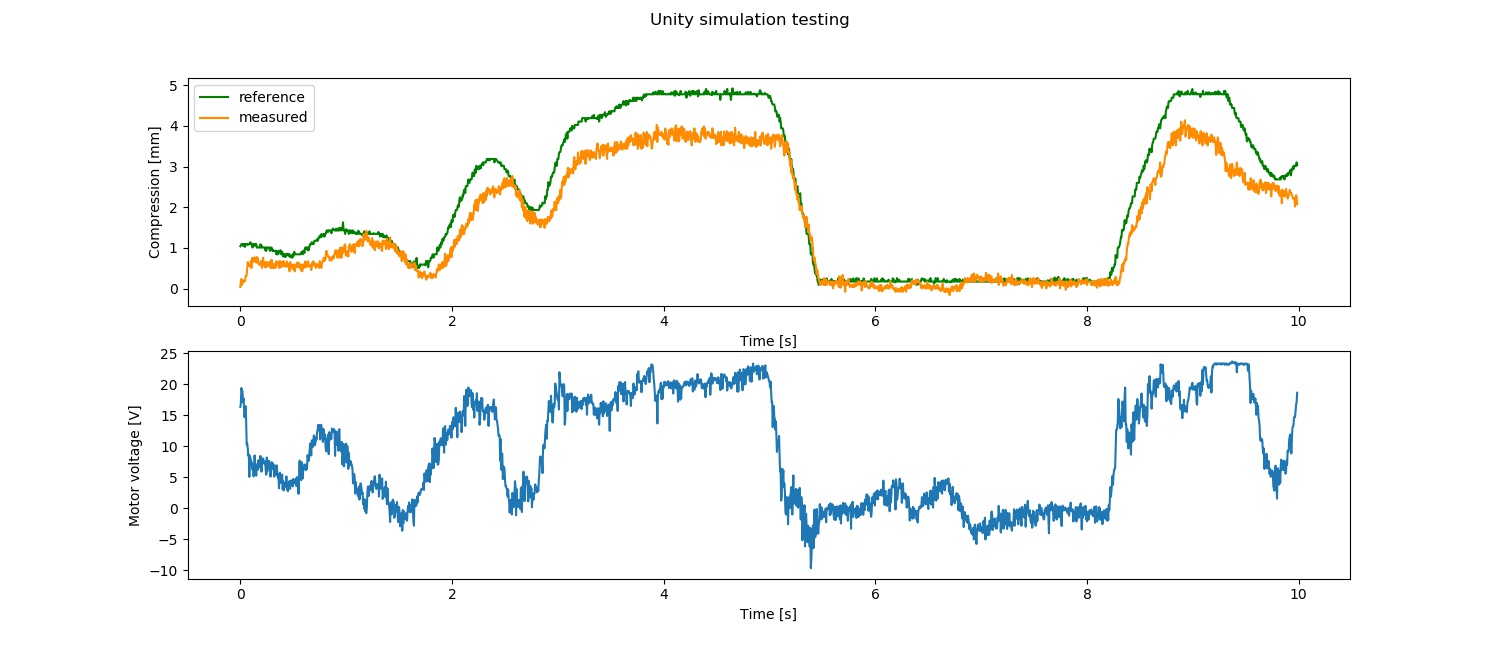 Unity simulation testing
5
4
3
2
1
0
Compression [mm]
reference
measured
0 2 4 6 8 10
Time [s]
25
20
15
10
5
0
−5
−10
Motor voltage [V]
0 2 4 6 8 10
Time [s]